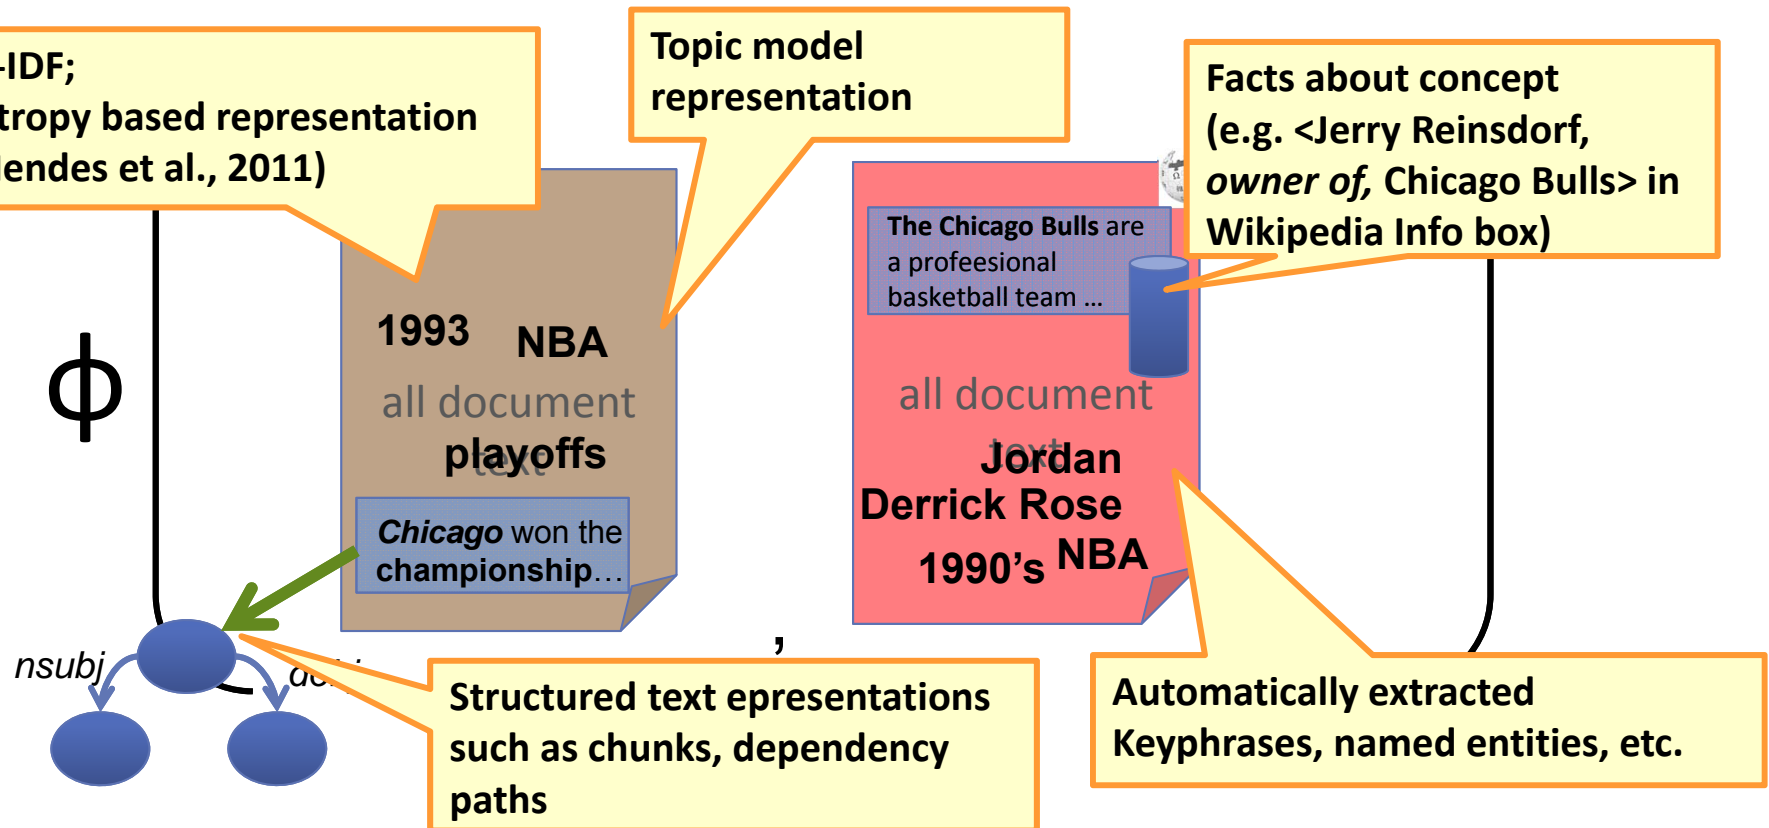 -IDF;
tropy based representation
endes et al., 2011)
Topic model
representation
Facts about concept
(e.g. <Jerry Reinsdorf,
owner of, Chicago Bulls> in
Wikipedia Info box)
The Chicago Bulls are
a profeesional
basketball team ...
ϕ
1993
NBA
all document
text
playoffs
Chicago won the
championship...
,
all document
text
Jordan
Derrick Rose
1990's NBA
nsubj
Structured text epresentations
such as chunks, dependency
paths
Automatically extracted
Keyphrases, named entities, etc.